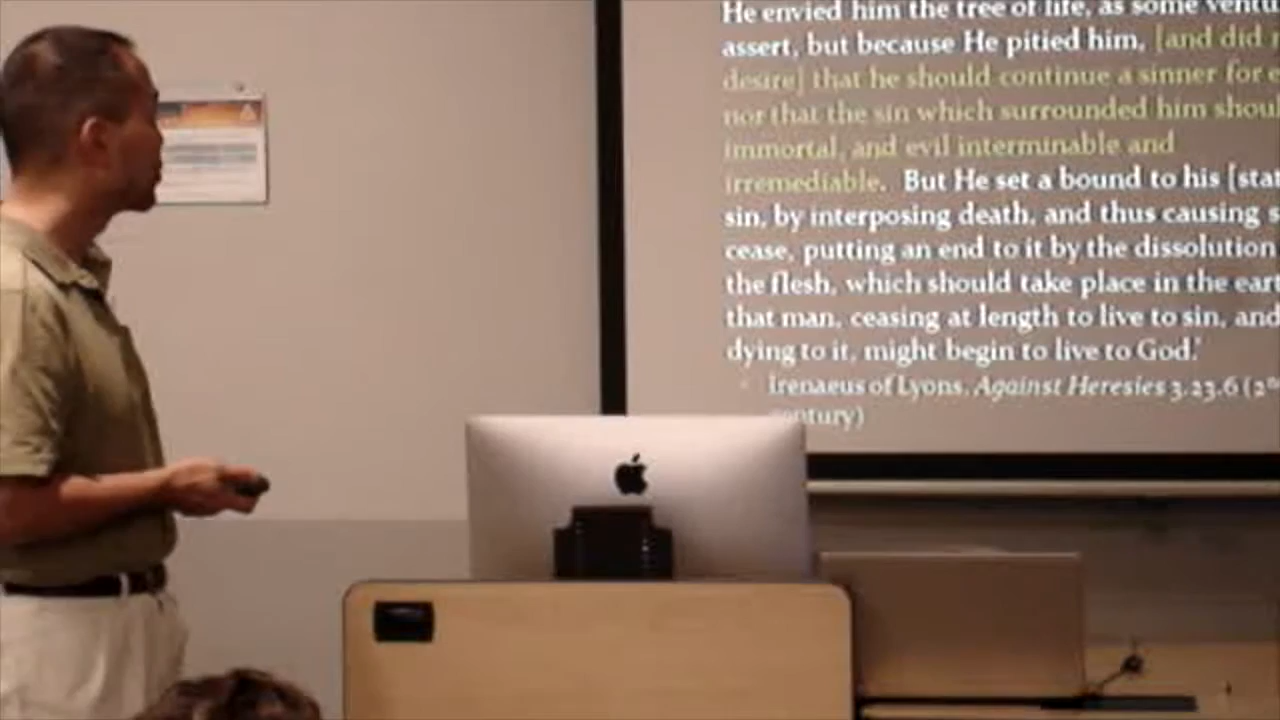 He envied him the tree of life, as some
assert, but because He pitied him, [and did
desire] that he should continue a sinner for
nor that the sin which surrounded him
immortal, and evil interminable and
irremediable. But He set a bound to his
sin, by interposing death, and thus causing
cease, putting an end to it by the dissolution
the flesh, which should take place in the
that man, ceasing at length to live to sin, and
dying to it, might begin to live to God.'
Irenaeus of Lyons. Against Heresies 3.23.6
century)